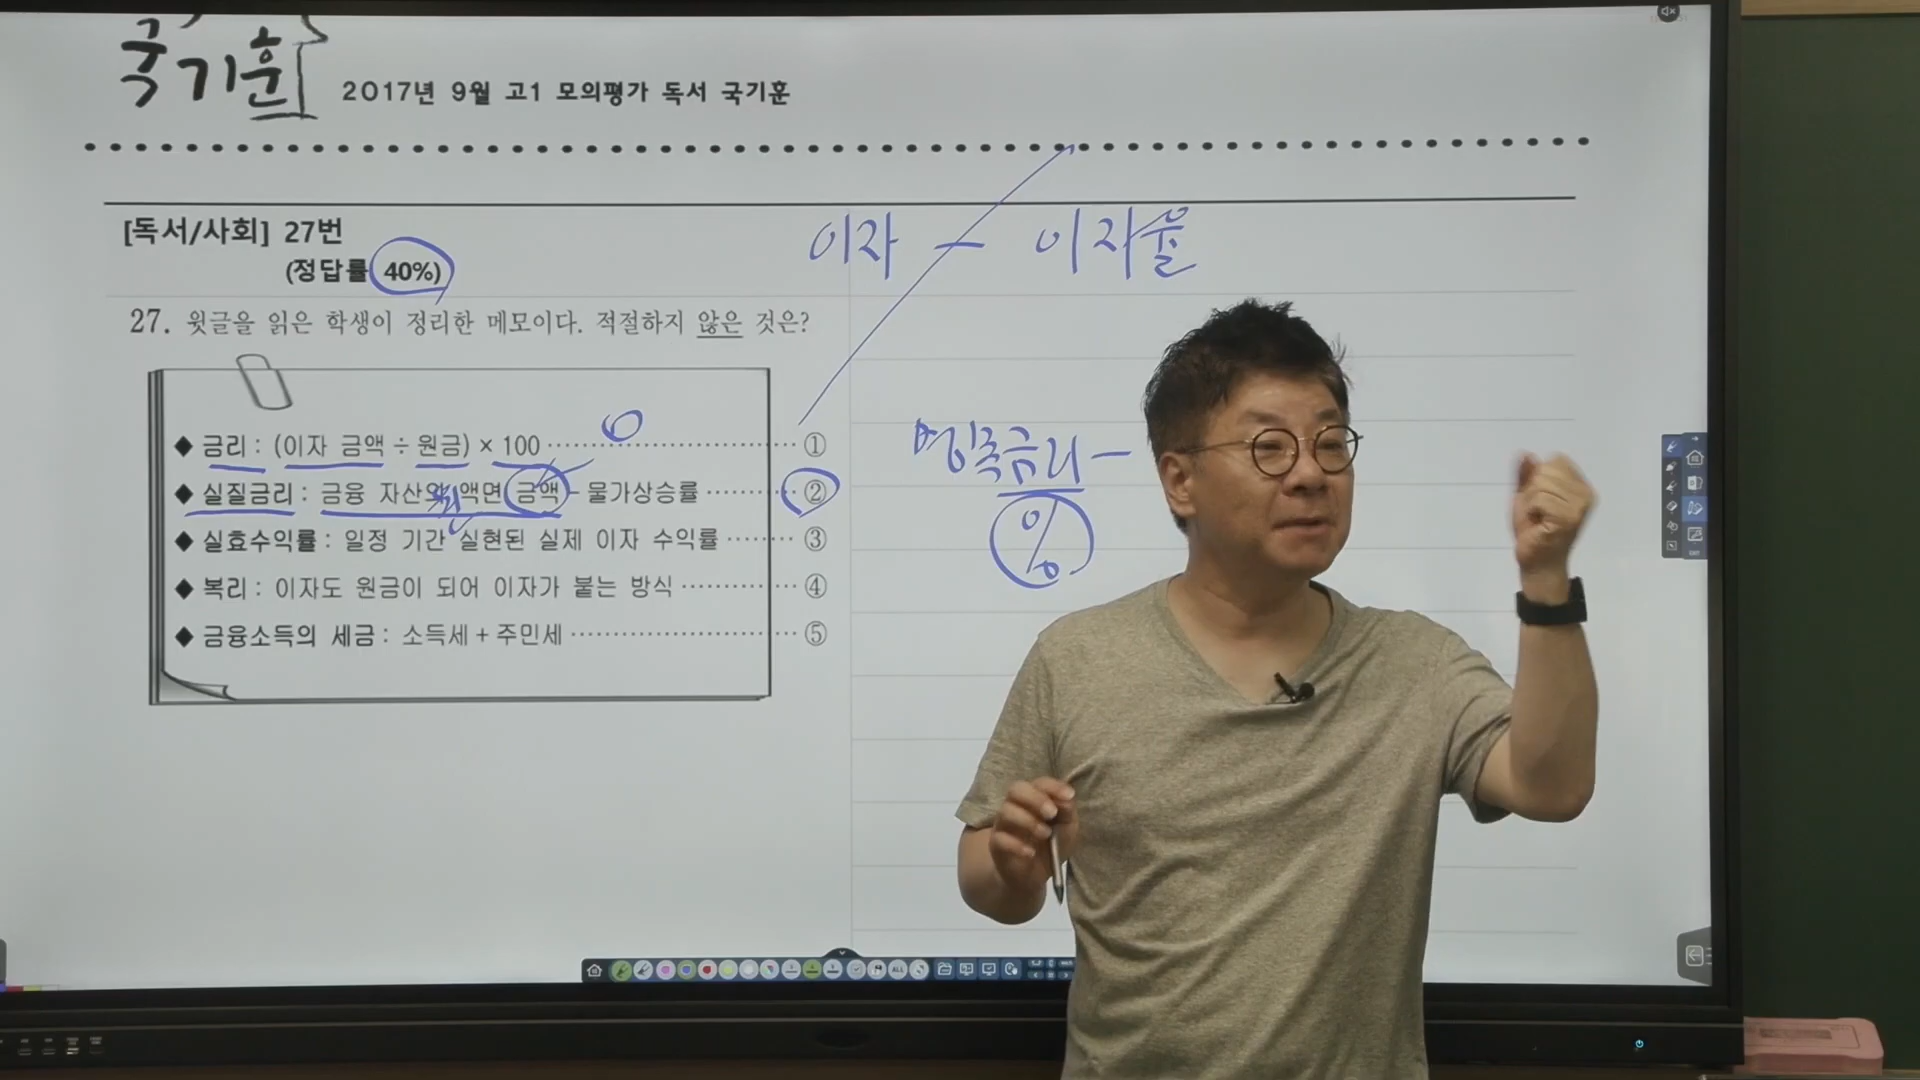 국기훈
2017년 9월 고1 모의평가 독서 국기훈
[독서/사회] 27번
(정답률 40%)
이자 - 이자율
27. 윗글을 읽은 학생이 정리한 메모이다. 적절하지 않은 것은?
◆ 금리 : (이자 금액 ÷ 원금) × 100 ················ ①
◆ 실질금리 : 금융 자산의 액면 금액 - 물가상승률 ········ ②
◆ 실효수익률 : 일정 기간 실현된 실제 이자 수익률 ······· ③
◆ 복리 : 이자도 원금이 되어 이자가 붙는 방식 ·········· ④
◆ 금융소득의 세금 : 소득세 + 주민세 ················ ⑤
명목금리 -
%